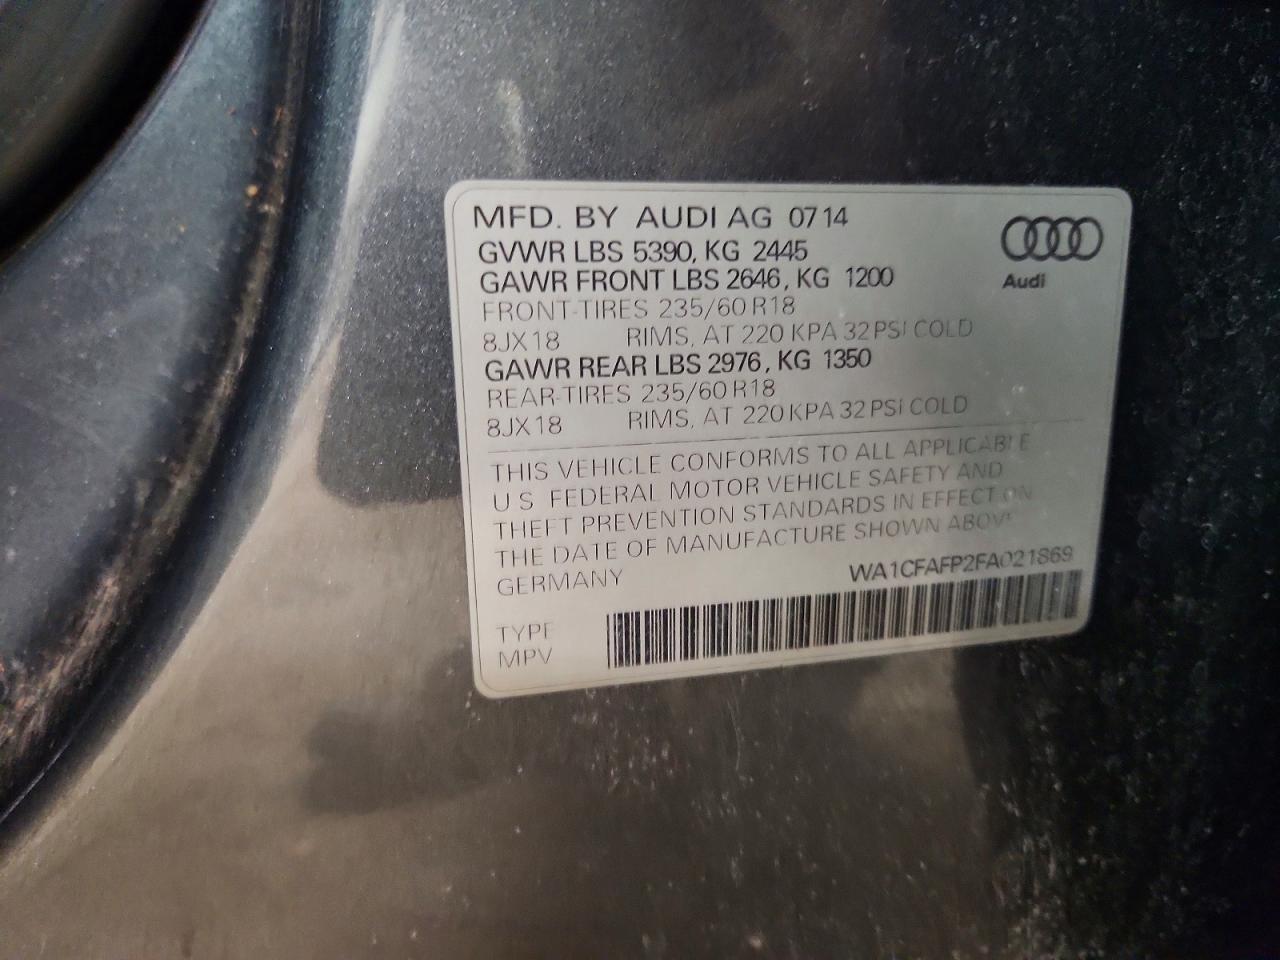 MFD. BY AUDI AG 0714
GVWR LBS 5390, KG 2445
GAWR FRONT LBS 2646, KG 1200
FRONT-TIRES 235/60 R18
8JX18 RIMS, AT 220 KPA 32 PSI COLD
GAWR REAR LBS 2976, KG 1350
REAR-TIRES 235/60 R18
8JX18 RIMS, AT 220 KPA 32 PSI COLD
Audi
THIS VEHICLE CONFORMS TO ALL APPLICABLE
U S FEDERAL MOTOR VEHICLE SAFETY AND
THEFT PREVENTION STANDARDS IN EFFECT ON
THE DATE OF MANUFACTURE SHOWN ABOVE
GERMANY
WA1CFAFP2FA021869
TYPE
MPV